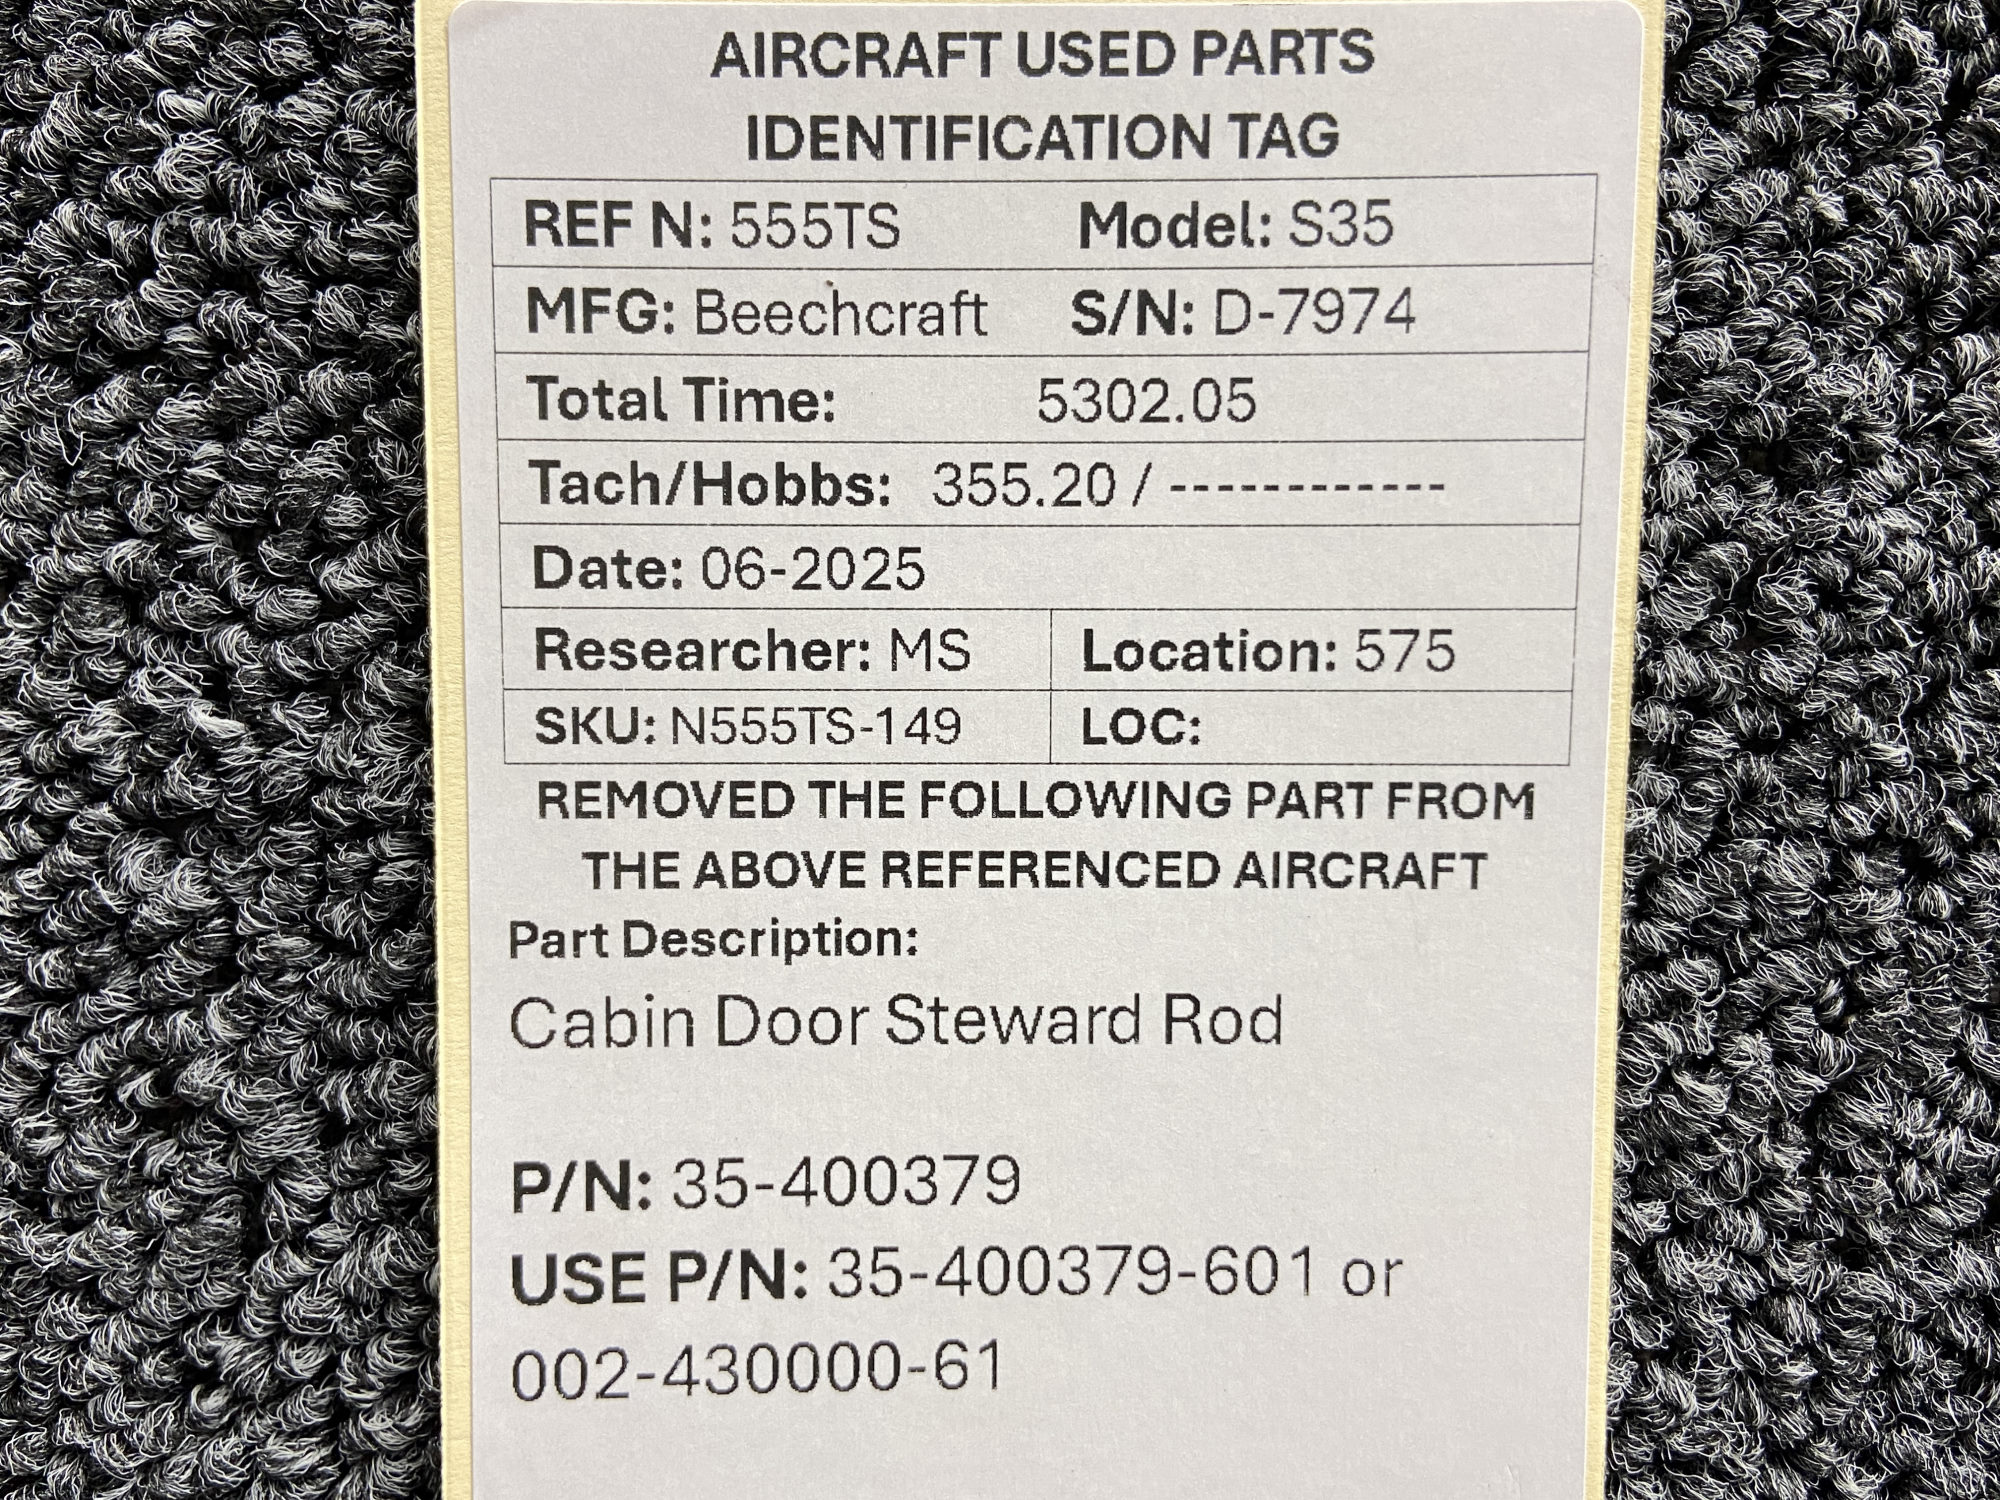 AIRCRAFT USED PARTS
IDENTIFICATION TAG
REF N: 555TS Model: S35
MFG: Beechcraft S/N: D-7974
Total Time: 5302.05
Tach/Hobbs: 355.20 / ------------
Date: 06-2025
Researcher: MS Location: 575
SKU: N555TS-149 LOC:
REMOVED THE FOLLOWING PART FROM
THE ABOVE REFERENCED AIRCRAFT
Part Description:
Cabin Door Steward Rod
P/N: 35-400379
USE P/N: 35-400379-601 or
002-430000-61